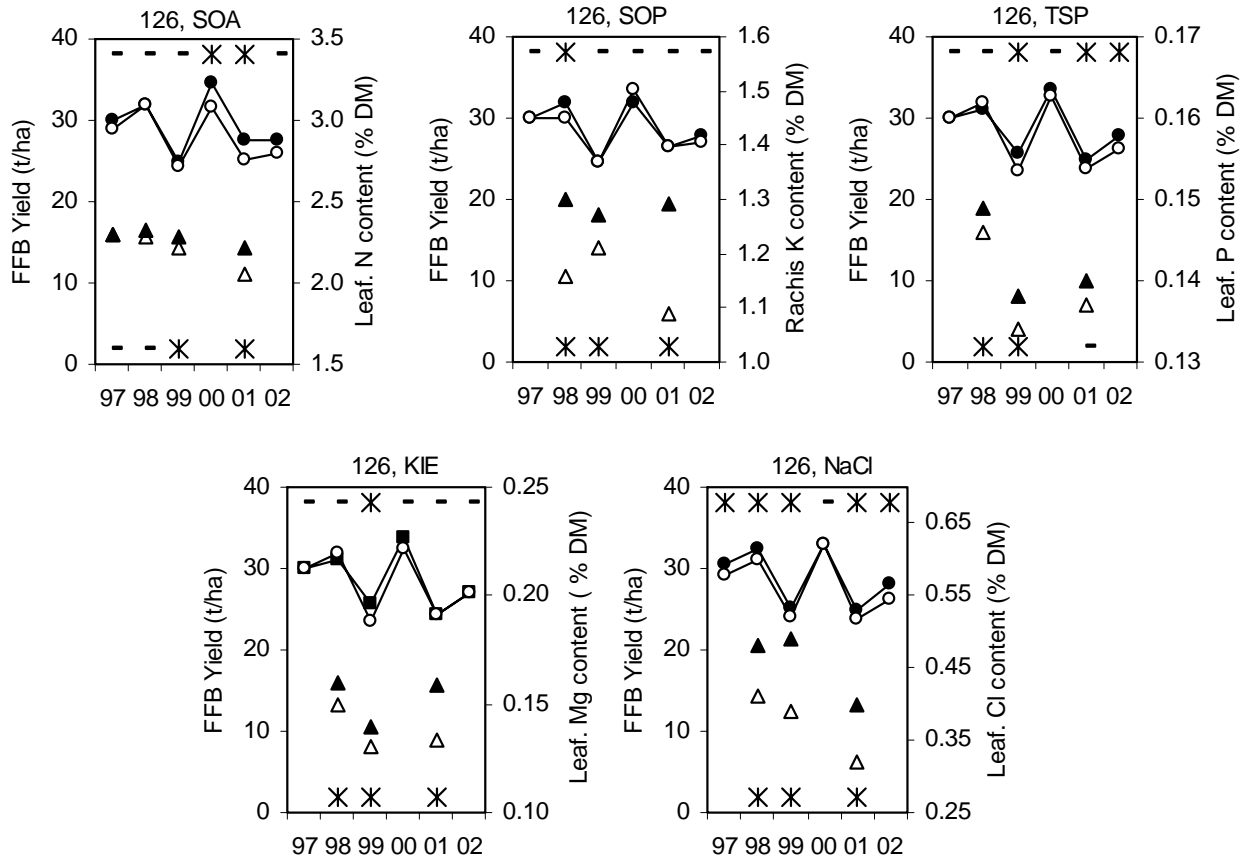 126, SOA
40
30
20
10
0
FFB Yield (t/ha)
3.5
3.0
2.5
2.0
1.5
Leaf. N content (% DM)
97 98 99 00 01 02
126, SOP
40
30
20
10
0
FFB Yield (t/ha)
1.6
1.5
1.4
1.3
1.2
1.1
1.0
Rachis K content (% DM)
97 98 99 00 01 02
126, TSP
40
30
20
10
0
FFB Yield (t/ha)
0.17
0.16
0.15
0.14
0.13
Leaf. P content (% DM)
97 98 99 00 01 02
126, KIE
40
30
20
10
0
FFB Yield (t/ha)
0.25
0.20
0.15
0.10
Leaf. Mg content ( % DM)
97 98 99 00 01 02
126, NaCl
40
30
20
10
0
FFB Yield (t/ha)
0.65
0.55
0.45
0.35
0.25
Leaf. Cl content (% DM)
97 98 99 00 01 02